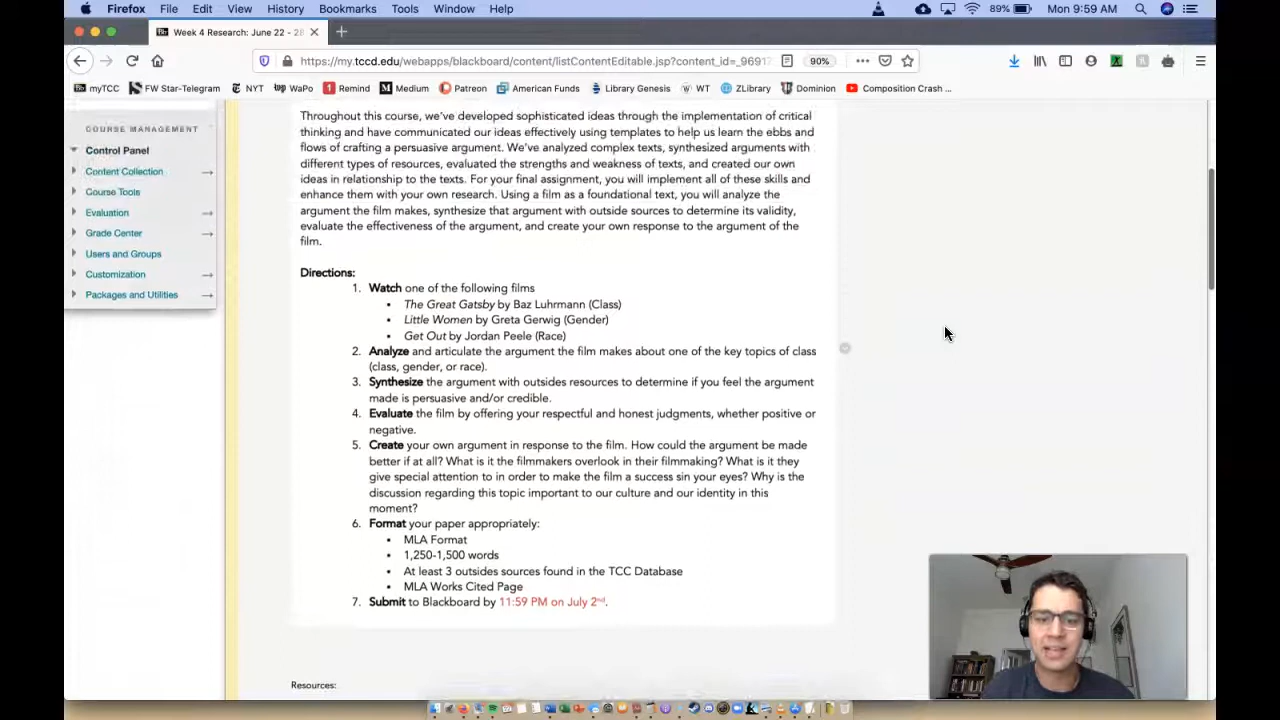 Firefox File Edit View History Bookmarks Tools Window Help 89% Mon 9:59 AM
Week 4 Research: June 22 - 28
https://my.tccd.edu/webapps/blackboard/content/listContentEditable.jsp?content_id=_9691 90%
myTCC FW Star-Telegram NYT WaPo Remind Medium Patreon American Funds Library Genesis WT ZLibrary Dominion Composition Crash ...
COURSE MANAGEMENT
Control Panel
Content Collection
Course Tools
Evaluation
Grade Center
Users and Groups
Customization
Packages and Utilities
Throughout this course, we've developed sophisticated ideas through the implementation of critical
thinking and have communicated our ideas effectively using templates to help us learn the ebbs and
flows of crafting a persuasive argument. We've analyzed complex texts, synthesized arguments with
different types of resources, evaluated the strengths and weakness of texts, and created our own
ideas in relationship to the texts. For your final assignment, you will implement all of these skills and
enhance them with your own research. Using a film as a foundational text, you will analyze the
argument the film makes, synthesize that argument with outside sources to determine its validity,
evaluate the effectiveness of the argument, and create your own response to the argument of the
film.
Directions:
1. Watch one of the following films
• The Great Gatsby by Baz Luhrmann (Class)
• Little Women by Greta Gerwig (Gender)
• Get Out by Jordan Peele (Race)
2. Analyze and articulate the argument the film makes about one of the key topics of class
(class, gender, or race).
3. Synthesize the argument with outsides resources to determine if you feel the argument
made is persuasive and/or credible.
4. Evaluate the film by offering your respectful and honest judgments, whether positive or
negative.
5. Create your own argument in response to the film. How could the argument be made
better if at all? What is it the filmmakers overlook in their filmmaking? What is it they
give special attention to in order to make the film a success sin your eyes? Why is the
discussion regarding this topic important to our culture and our identity in this
moment?
6. Format your paper appropriately:
• MLA Format
• 1,250-1,500 words
• At least 3 outsides sources found in the TCC Database
• MLA Works Cited Page
7. Submit to Blackboard by 11:59 PM on July 2nd.
Resources: